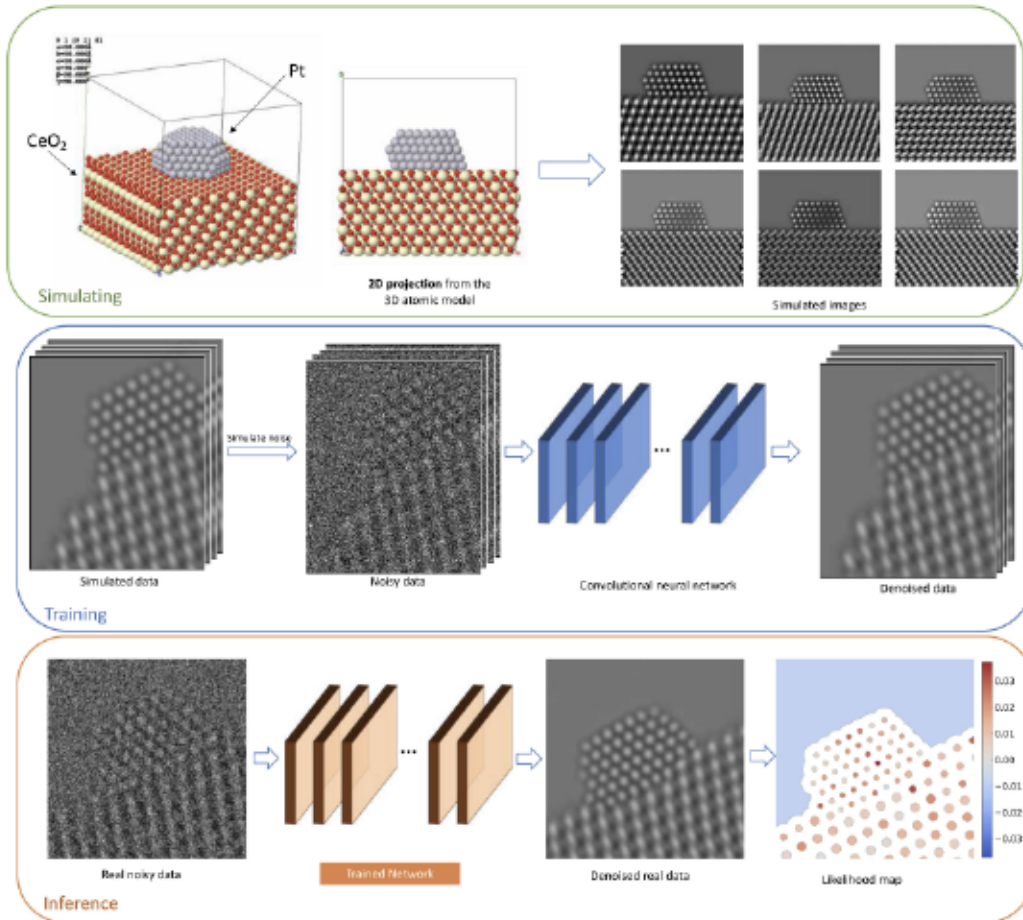 Pt
CeO₂
2D projection from the
3D atomic model
Simulated images
Simulating
Simulate noise
Simulated data
Noisy data
Convolutional neural network
Denoised data
Training
0.03
0.02
0.01
0.00
−0.01
−0.02
−0.03
Real noisy data
Trained Network
Denoised real data
Likelihood map
Inference